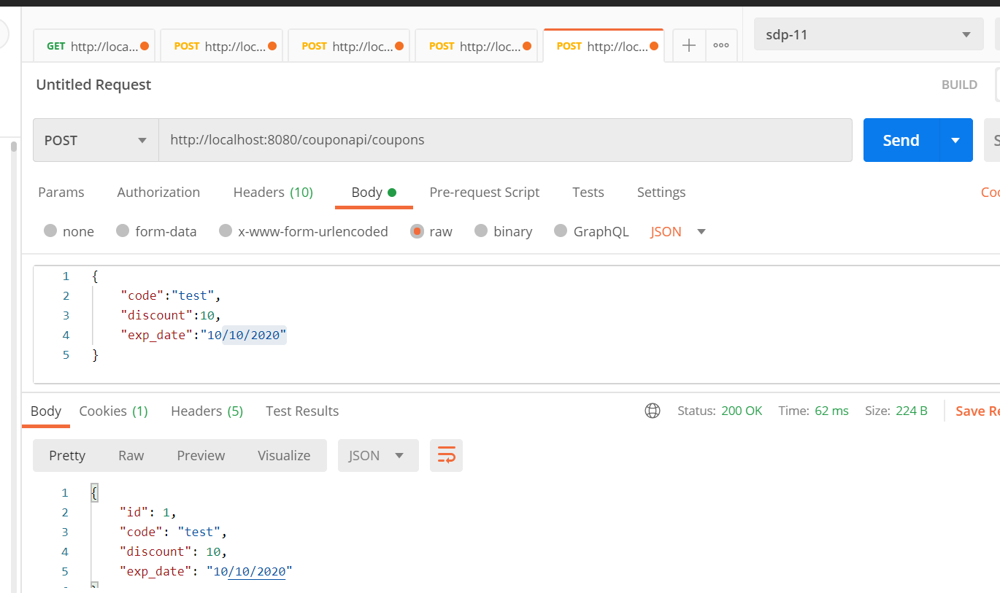 GET http://loca... POST http://loc... POST http://loc... POST http://loc... POST http://loc... sdp-11
Untitled Request BUILD
POST http://localhost:8080/couponapi/coupons Send
Params Authorization Headers (10) Body Pre-request Script Tests Settings
none form-data x-www-form-urlencoded raw binary GraphQL JSON
1 {
2 "code":"test",
3 "discount":10,
4 "exp_date":"10/10/2020"
5 }
Body Cookies (1) Headers (5) Test Results Status: 200 OK Time: 62 ms Size: 224 B Save Re
Pretty Raw Preview Visualize JSON
1 {
2 "id": 1,
3 "code": "test",
4 "discount": 10,
5 "exp_date": "10/10/2020"